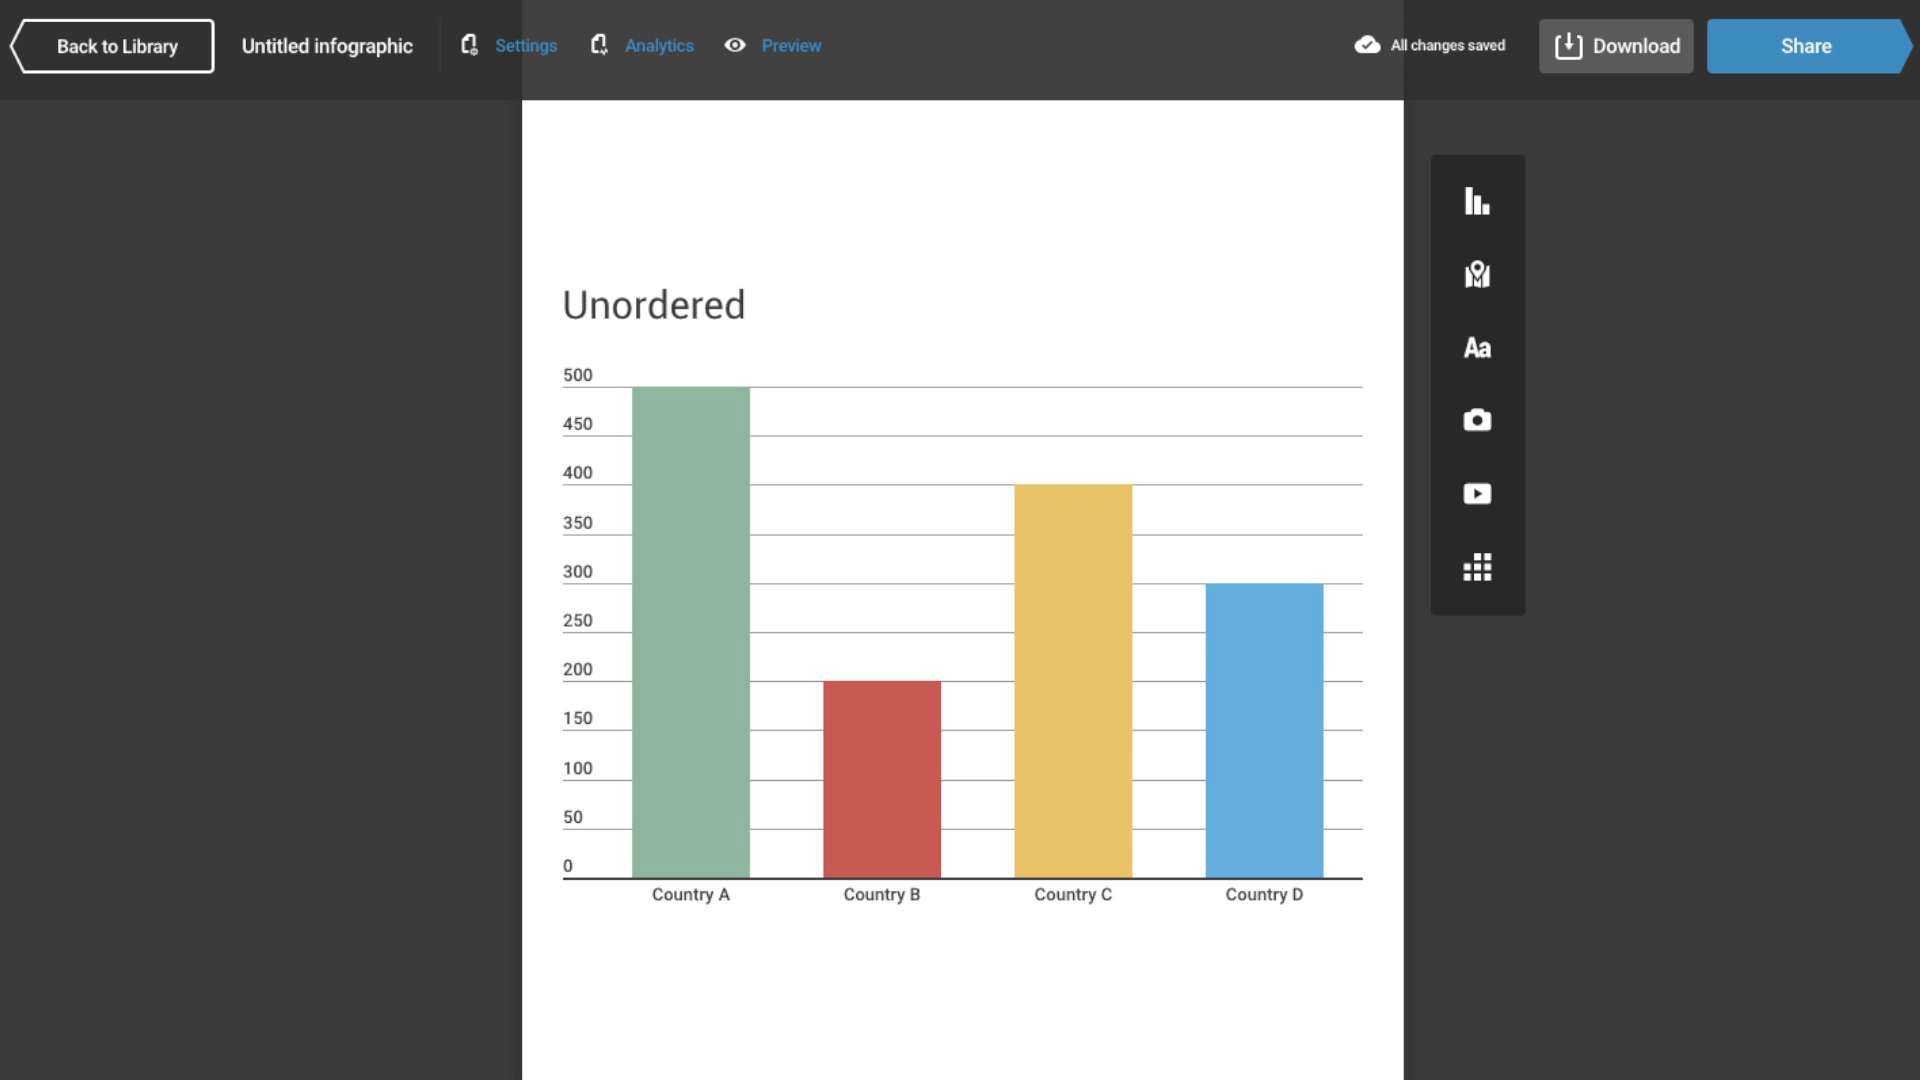 Back to Library
Untitled infographic
Settings
Analytics
Preview
All changes saved
Download
Share
Unordered
500
450
400
350
300
250
200
150
100
50
0
Country A
Country B
Country C
Country D
Aa